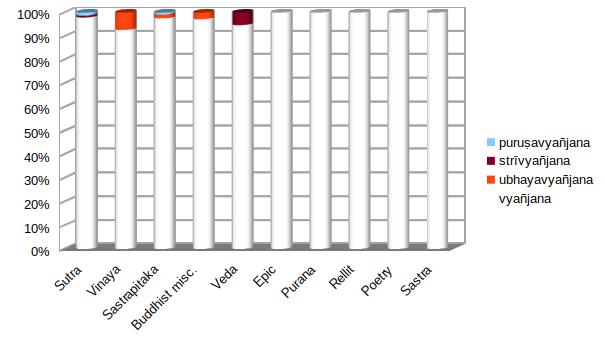 100%
90%
80%
70%
60%
50%
40%
30%
20%
10%
0%
Sutra
Vinaya
Sastrapitaka
Buddhist misc.
Veda
Epic
Purana
Rellit
Poetry
Sastra
puruṣavyañjana
strīvyañjana
ubhayavyañjana
vyañjana